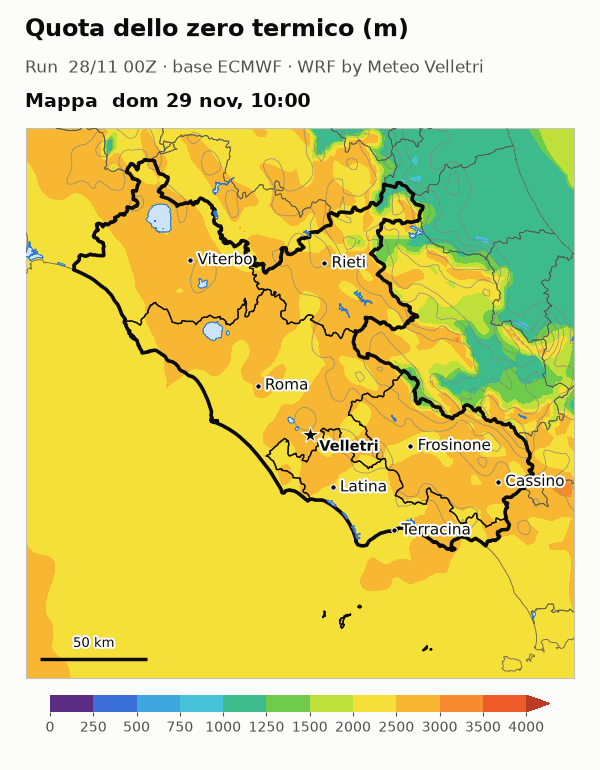 Quota dello zero termico (m)
Run  28/11 00Z · base ECMWF · WRF by Meteo Velletri
Mappa  dom 29 nov, 10:00
Viterbo
Rieti
Roma
Velletri
Frosinone
Latina
Cassino
Terracina
50 km
0 250 500 750 1000 1250 1500 2000 2500 3000 3500 4000